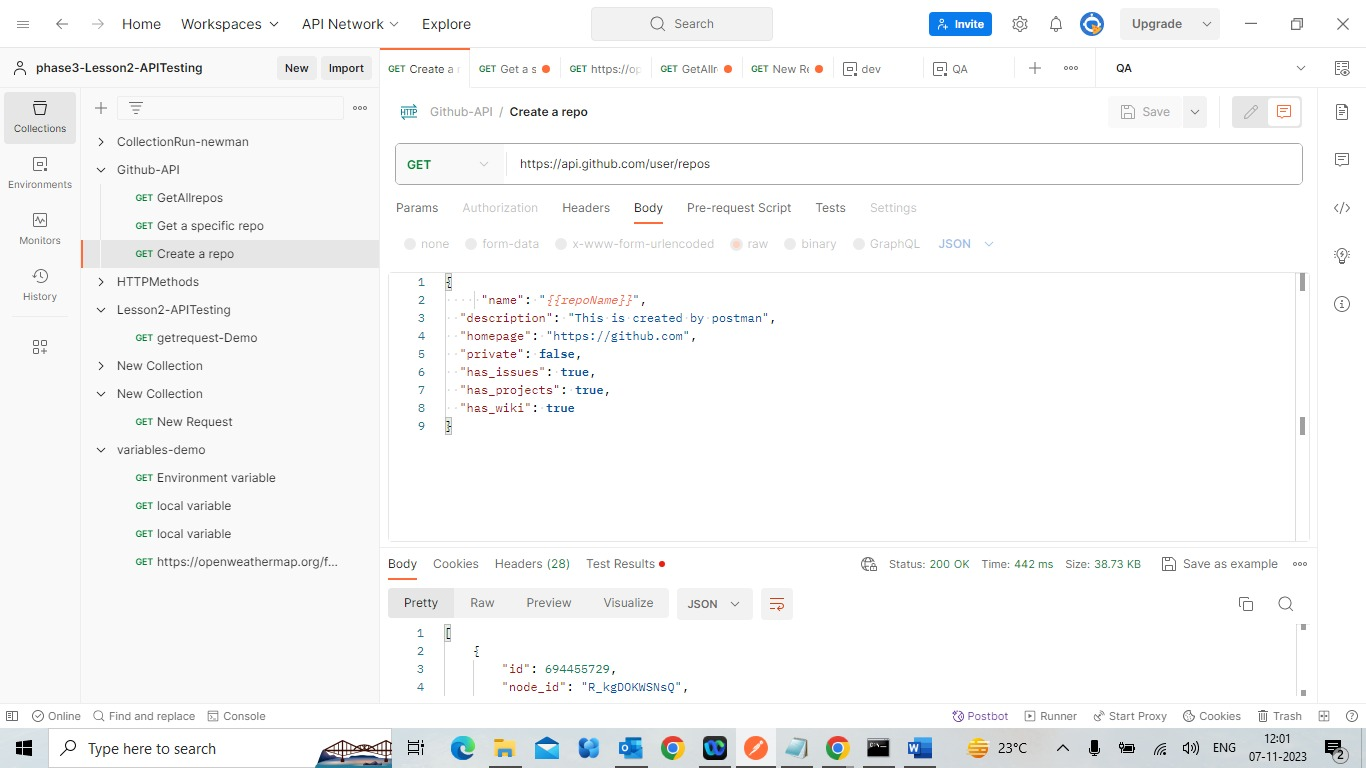 Home Workspaces API Network Explore Search Invite Upgrade
phase3-Lesson2-APITesting New Import
GET Create a GET Get a s GET https://op GET GetAllr GET New Re dev QA QA
Collections
Environments
Monitors
History
CollectionRun-newman
Github-API
GET GetAllrepos
GET Get a specific repo
GET Create a repo
HTTPMethods
Lesson2-APITesting
GET getrequest-Demo
New Collection
New Collection
GET New Request
variables-demo
GET Environment variable
GET local variable
GET local variable
GET https://openweathermap.org/f...
HTTP Github-API / Create a repo Save
GET https://api.github.com/user/repos
Params Authorization Headers Body Pre-request Script Tests Settings
none form-data x-www-form-urlencoded raw binary GraphQL JSON
1 {
2 "name": "{{repoName}}",
3 "description": "This is created by postman",
4 "homepage": "https://github.com",
5 "private": false,
6 "has_issues": true,
7 "has_projects": true,
8 "has_wiki": true
9 }
Body Cookies Headers (28) Test Results Status: 200 OK Time: 442 ms Size: 38.73 KB Save as example
Pretty Raw Preview Visualize JSON
1 [
2 {
3 "id": 694455729,
4 "node_id": "R_kgDOKWSNsQ",
Online Find and replace Console Postbot Runner Start Proxy Cookies Trash
Type here to search 23°C ENG 12:01
07-11-2023 2